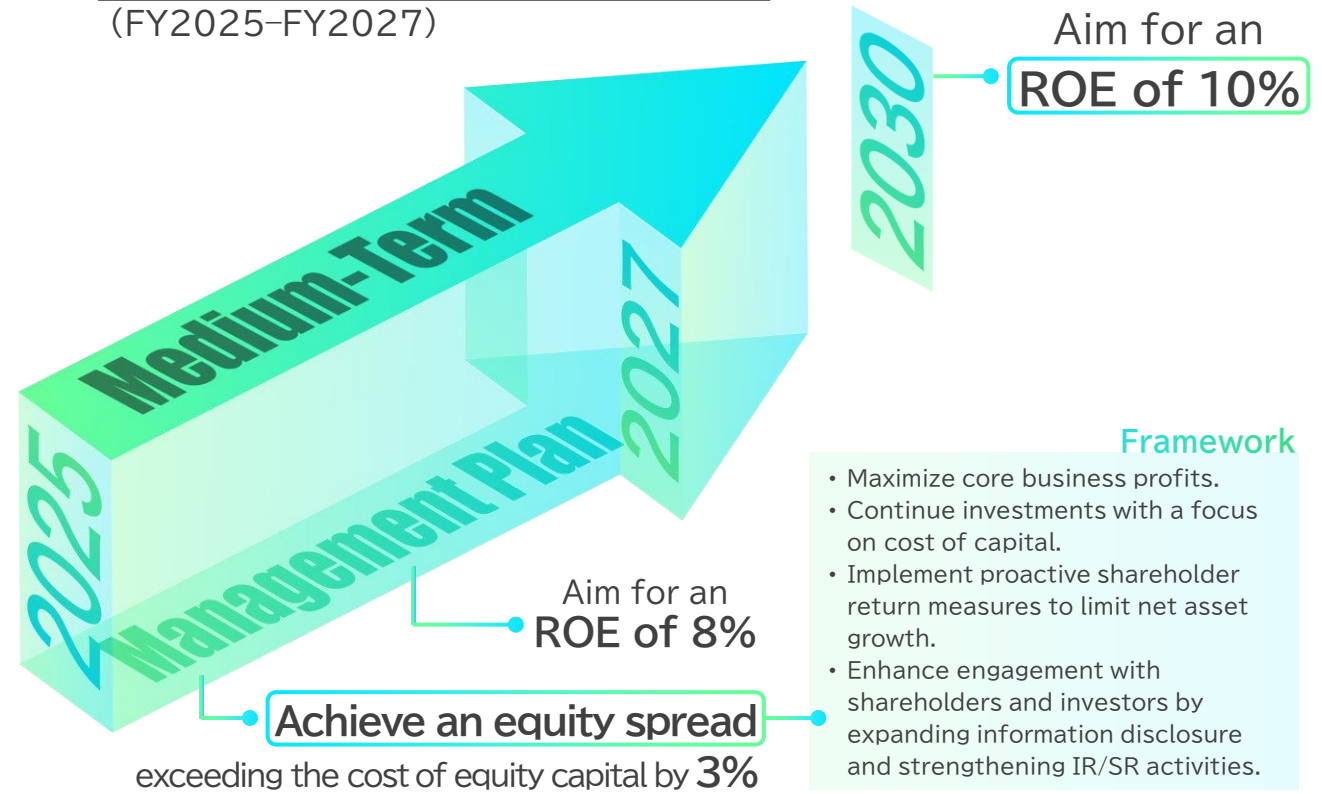 (FY2025–FY2027)
Aim for an
ROE of 10%
2030
Medium-Term
2027
2025
Management Plan
Aim for an
ROE of 8%
Achieve an equity spread
exceeding the cost of equity capital by 3%
Framework
・Maximize core business profits.
・Continue investments with a focus
on cost of capital.
・Implement proactive shareholder
return measures to limit net asset
growth.
・Enhance engagement with
shareholders and investors by
expanding information disclosure
and strengthening IR/SR activities.